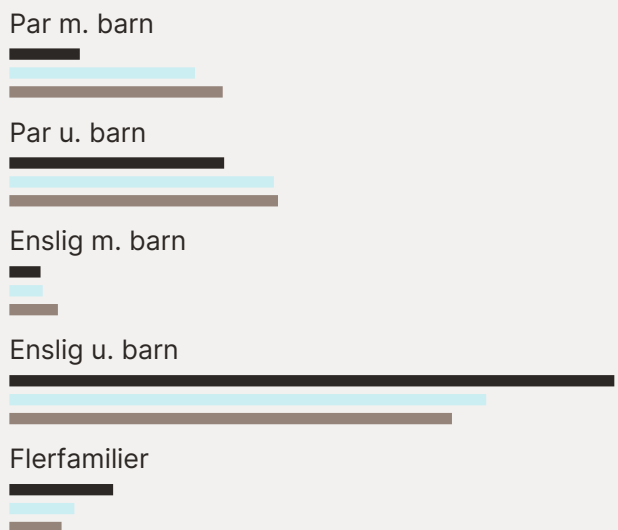 Par m. barn
Par u. barn
Enslig m. barn
Enslig u. barn
Flerfamilier